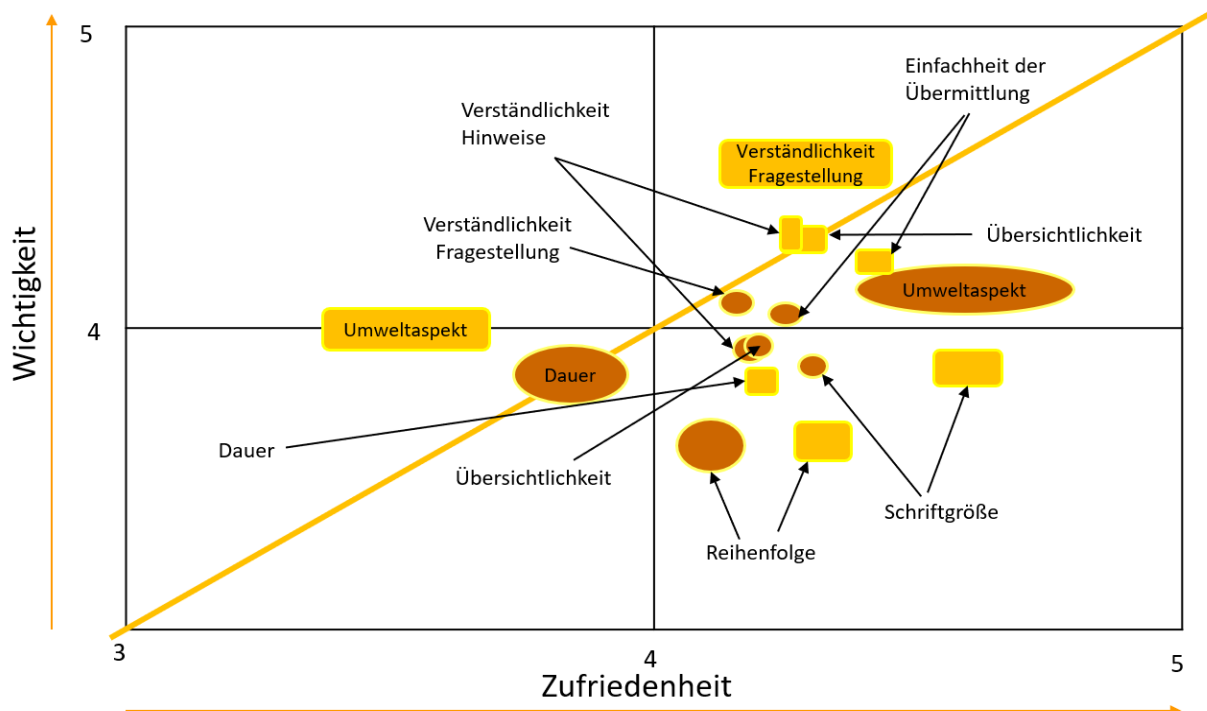 5
Einfachheit der
Übermittlung
Verständlichkeit
Hinweise
Verständlichkeit
Fragestellung
Verständlichkeit
Fragestellung
Übersichtlichkeit
Umweltaspekt
Wichtigkeit
4
Umweltaspekt
Dauer
Dauer
Übersichtlichkeit
Schriftgröße
Reihenfolge
3
4
5
Zufriedenheit